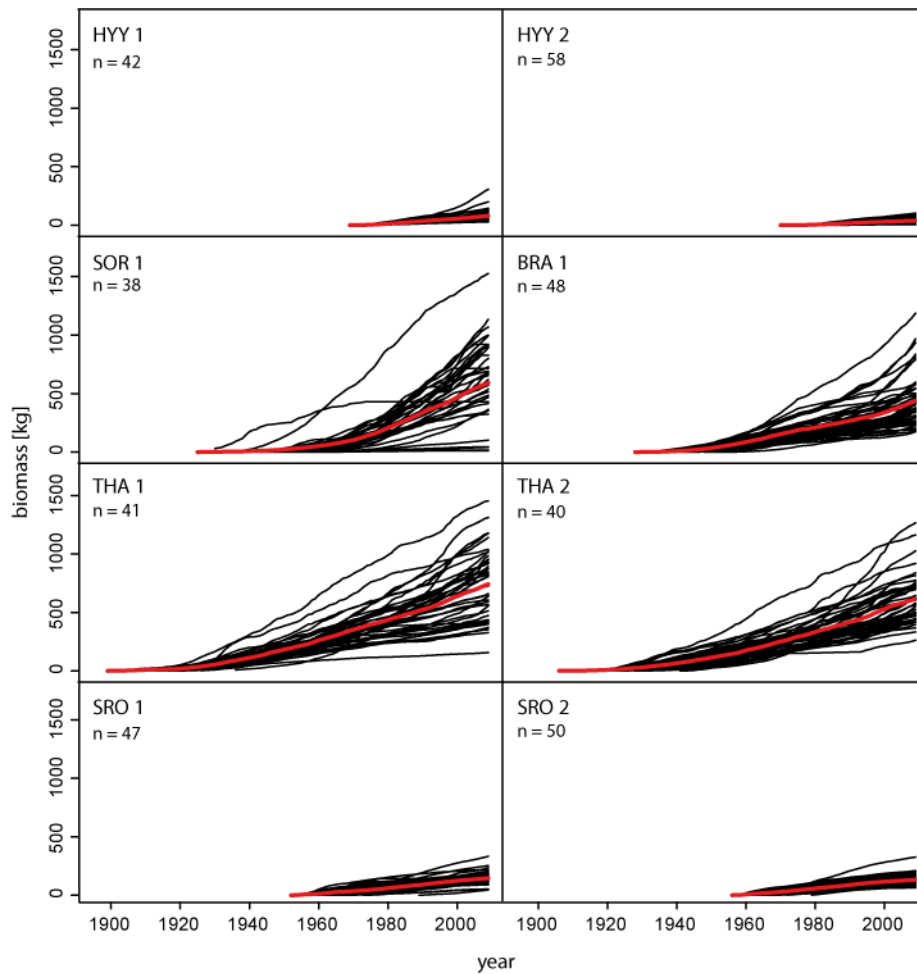 HYY 1
n = 42
HYY 2
n = 58
0 500 1000 1500
SOR 1
n = 38
BRA 1
n = 48
0 500 1000 1500
biomass [kg]
THA 1
n = 41
THA 2
n = 40
0 500 1000 1500
SRO 1
n = 47
SRO 2
n = 50
0 500 1000 1500
1900 1920 1940 1960 1980 2000 1900 1920 1940 1960 1980 2000
year